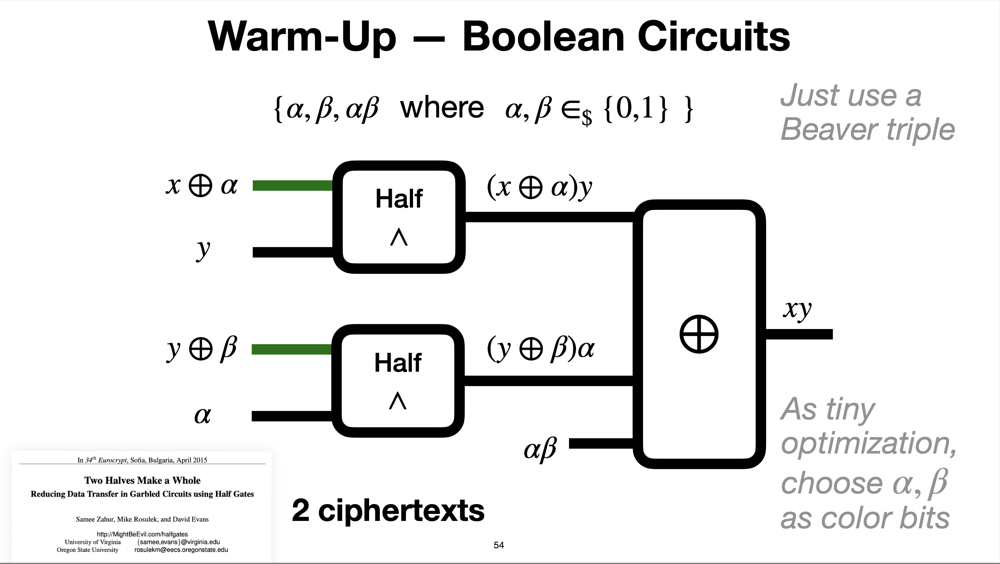 Warm-Up — Boolean Circuits
{α, β, αβ where α, β ∈$ {0,1} }
Just use a
Beaver triple
x ⊕ α
y
Half
∧
(x ⊕ α)y
y ⊕ β
α
Half
∧
(y ⊕ β)α
αβ
⊕
xy
As tiny
optimization,
choose α, β
as color bits
In 34th Eurocrypt, Sofia, Bulgaria, April 2015
Two Halves Make a Whole
Reducing Data Transfer in Garbled Circuits using Half Gates
Samee Zahur, Mike Rosulek, and David Evans
http://MightBeEvil.com/halfgates
University of Virginia {samee,evans}@virginia.edu
Oregon State University rosulekm@eecs.oregonstate.edu
2 ciphertexts
54